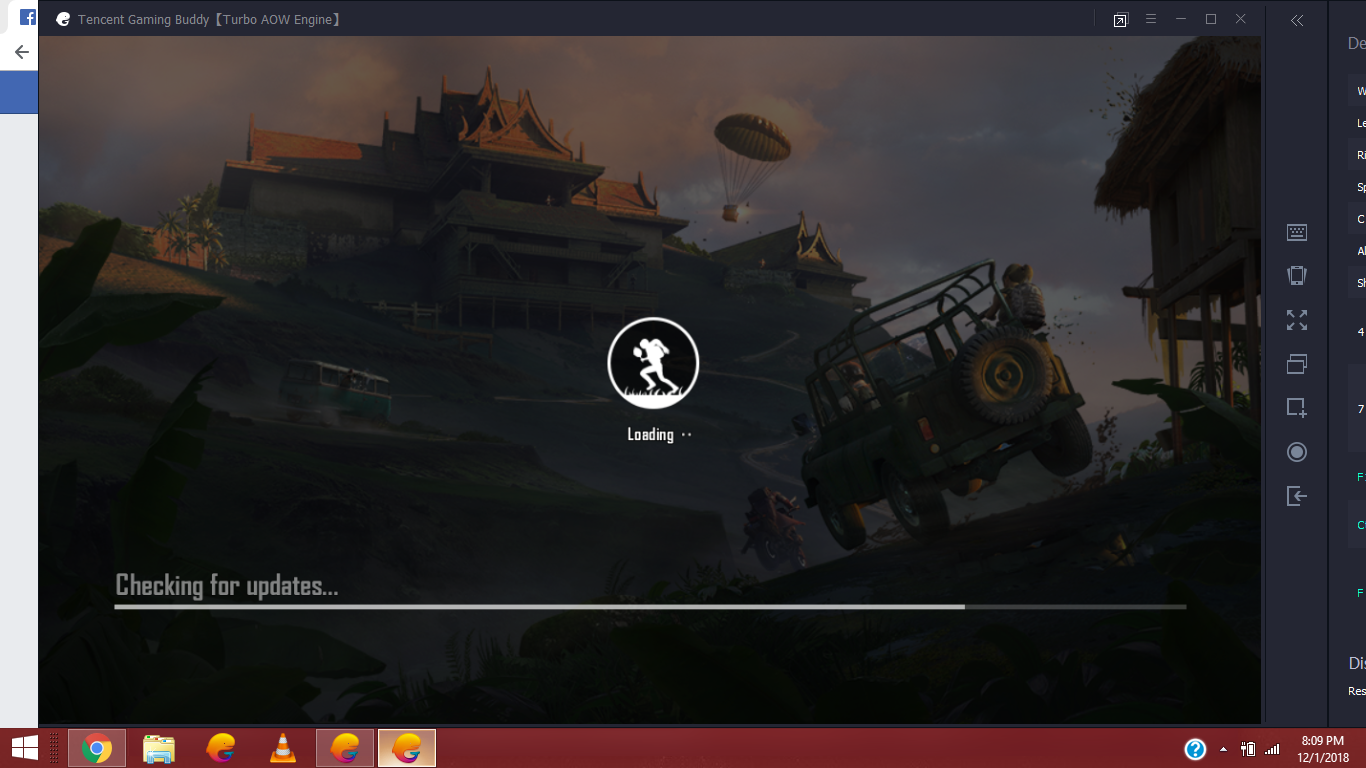 Tencent Gaming Buddy【Turbo AOW Engine】
De
W
Le
Ri
Sp
C
Al
Sh
4
7
F
C
F
Loading ··
Checking for updates...
Dis
Res
8:09 PM
12/1/2018